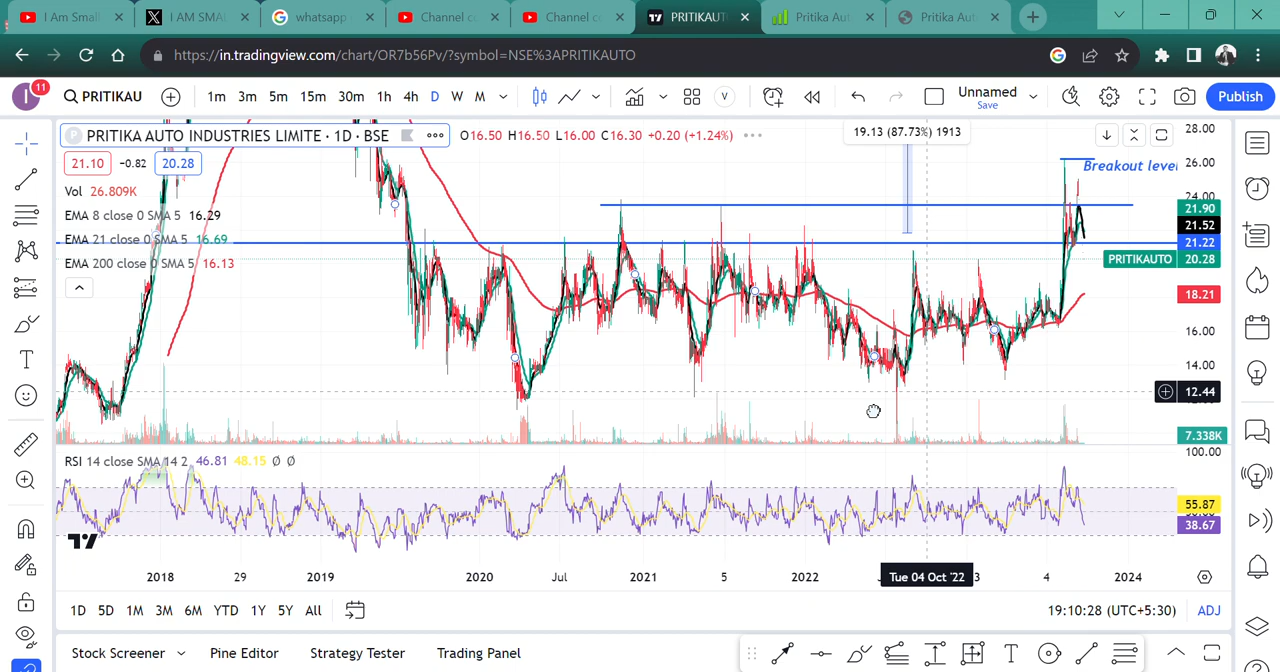 I Am Small
I AM SMAL
whatsapp
Channel co
Channel co
PRITIKAUT
Pritika Aut
Pritika Aut
https://in.tradingview.com/chart/OR7b56Pv/?symbol=NSE%3APRITIKAUTO
I 11 PRITIKAU 1m 3m 5m 15m 30m 1h 4h D W M V Unnamed Save Publish
PRITIKA AUTO INDUSTRIES LIMITE · 1D · BSE O16.50 H16.50 L16.00 C16.30 +0.20 (+1.24%)
21.10 −0.82 20.28
Vol 26.809K
EMA 8 close 0 SMA 5 16.29
EMA 21 close 0 SMA 5 16.69
EMA 200 close 0 SMA 5 16.13
19.13 (87.73%) 1913
Breakout level
28.00
26.00
24.00
21.90
21.52
21.22
PRITIKAUTO 20.28
18.21
16.00
14.00
12.44
7.338K
RSI 14 close SMA 14 2 46.81 48.15 Ø Ø
100.00
55.87
38.67
2018 29 2019 2020 Jul 2021 5 2022 Tue 04 Oct '22 3 4 2024
1D 5D 1M 3M 6M YTD 1Y 5Y All 19:10:28 (UTC+5:30) ADJ
Stock Screener Pine Editor Strategy Tester Trading Panel